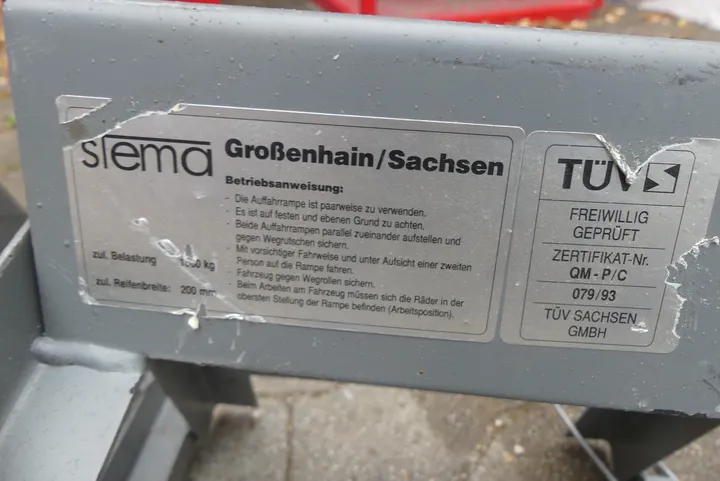 stema Großenhain/Sachsen
Betriebsanweisung:
- Die Auffahrrampe ist paarweise zu verwenden.
- Es ist auf festen und ebenen Grund zu achten.
- Beide Auffahrrampen parallel zueinander aufstellen und
gegen Wegrutschen sichern.
- Mit vorsichtiger Fahrweise und unter Aufsicht einer zweiten
Person auf die Rampe fahren.
- Fahrzeug gegen Wegrollen sichern.
- Beim Arbeiten am Fahrzeug müssen sich die Räder in der
obersten Stellung der Rampe befinden (Arbeitsposition).
zul. Belastung kg
zul. Reifenbreite: 200 mm
TÜV
FREIWILLIG
GEPRÜFT
ZERTIFIKAT-Nr.
QM - P/C
079/93
TÜV SACHSEN
GMBH